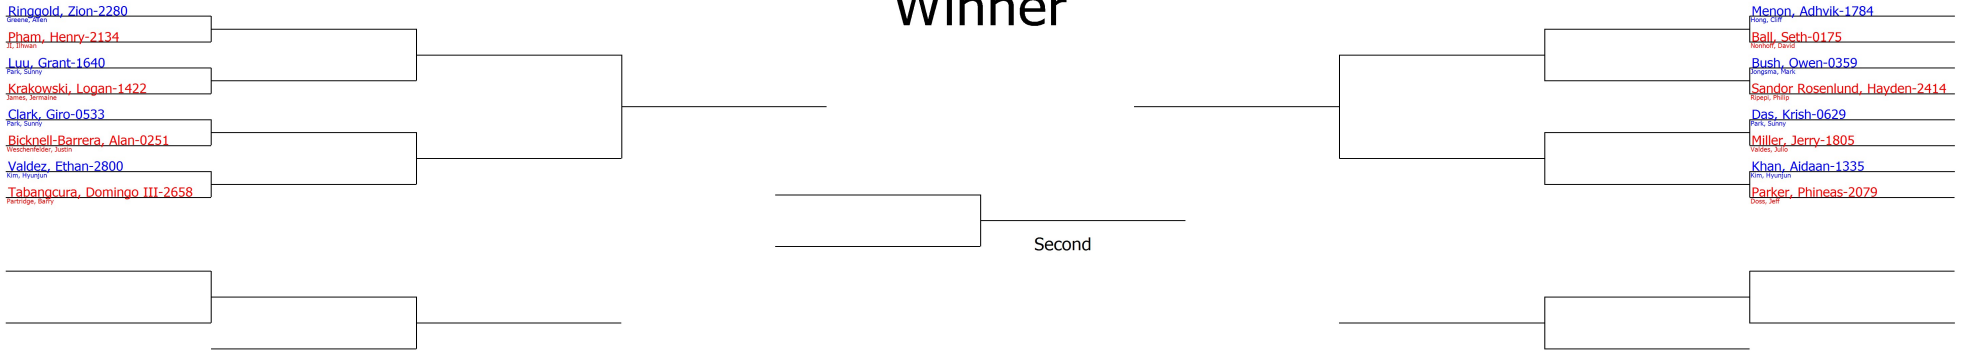 Winner
Ringgold, Zion-2280
Greene, Allen
Pham, Henry-2134
JI, Ilhwan
Luu, Grant-1640
Park, Sunny
Krakowski, Logan-1422
James, Jermaine
Clark, Giro-0533
Park, Sunny
Bicknell-Barrera, Alan-0251
Weschenfelder, Justin
Valdez, Ethan-2800
Kim, Hyunjun
Tabangcura, Domingo III-2658
Partridge, Barry
Second
Menon, Adhvik-1784
Hong, Cliff
Ball, Seth-0175
Nonhoff, David
Bush, Owen-0359
Jongsma, Mark
Sandor Rosenlund, Hayden-2414
Ripepi, Philip
Das, Krish-0629
Park, Sunny
Miller, Jerry-1805
Valdes, Julio
Khan, Aidaan-1335
Kim, Hyunjun
Parker, Phineas-2079
Doss, Jeff